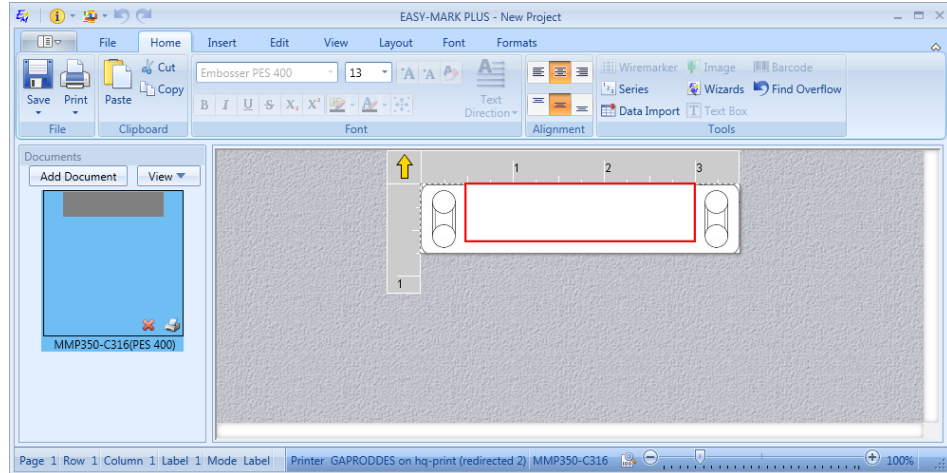 EASY-MARK PLUS - New Project
File Home Insert Edit View Layout Font Formats
Save Print Paste Cut Copy
Embosser PES 400 13 A A
B I U S X, X² A
Text Direction
Wiremarker Image Barcode
Series Wizards Find Overflow
Data Import Text Box
File Clipboard Font Alignment Tools
Documents
Add Document View
1 2 3
1
MMP350-C316(PES 400)
Page 1 Row 1 Column 1 Label 1 Mode Label Printer GAPRODDES on hq-print (redirected 2) MMP350-C316 100%